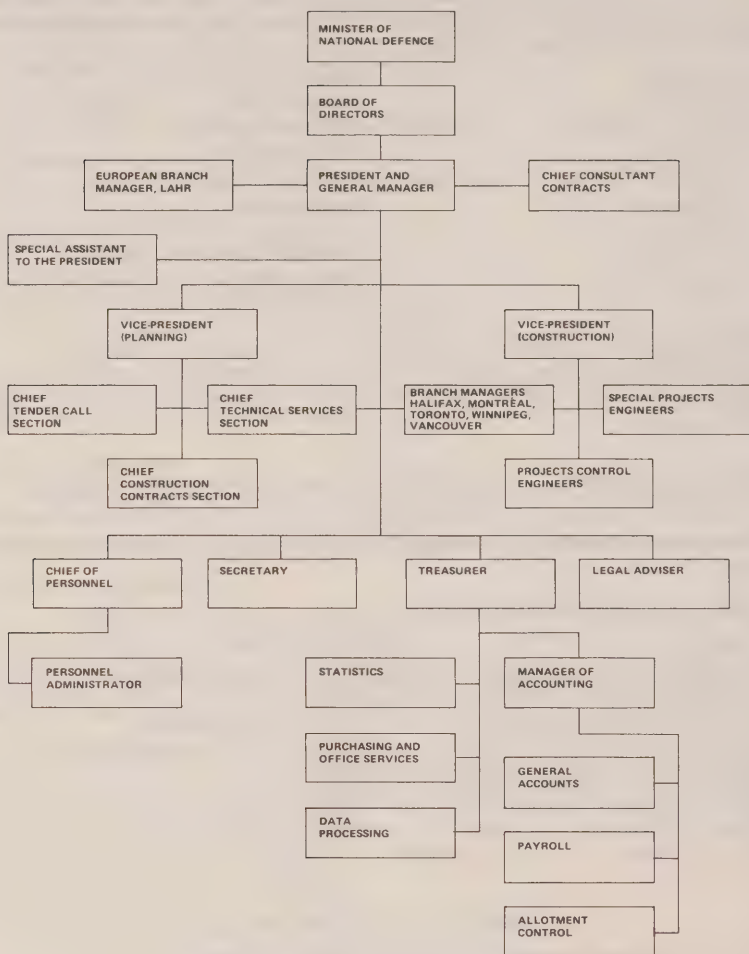 MINISTER OF
NATIONAL DEFENCE
BOARD OF
DIRECTORS
EUROPEAN BRANCH
MANAGER, LAHR
PRESIDENT AND
GENERAL MANAGER
CHIEF CONSULTANT
CONTRACTS
SPECIAL ASSISTANT
TO THE PRESIDENT
VICE-PRESIDENT
(PLANNING)
VICE-PRESIDENT
(CONSTRUCTION)
CHIEF
TENDER CALL
SECTION
CHIEF
TECHNICAL SERVICES
SECTION
BRANCH MANAGERS
HALIFAX, MONTRÉAL,
TORONTO, WINNIPEG,
VANCOUVER
SPECIAL PROJECTS
ENGINEERS
CHIEF
CONSTRUCTION
CONTRACTS SECTION
PROJECTS CONTROL
ENGINEERS
CHIEF OF
PERSONNEL
SECRETARY
TREASURER
LEGAL ADVISER
PERSONNEL
ADMINISTRATOR
STATISTICS
MANAGER OF
ACCOUNTING
PURCHASING AND
OFFICE SERVICES
GENERAL
ACCOUNTS
DATA
PROCESSING
PAYROLL
ALLOTMENT
CONTROL